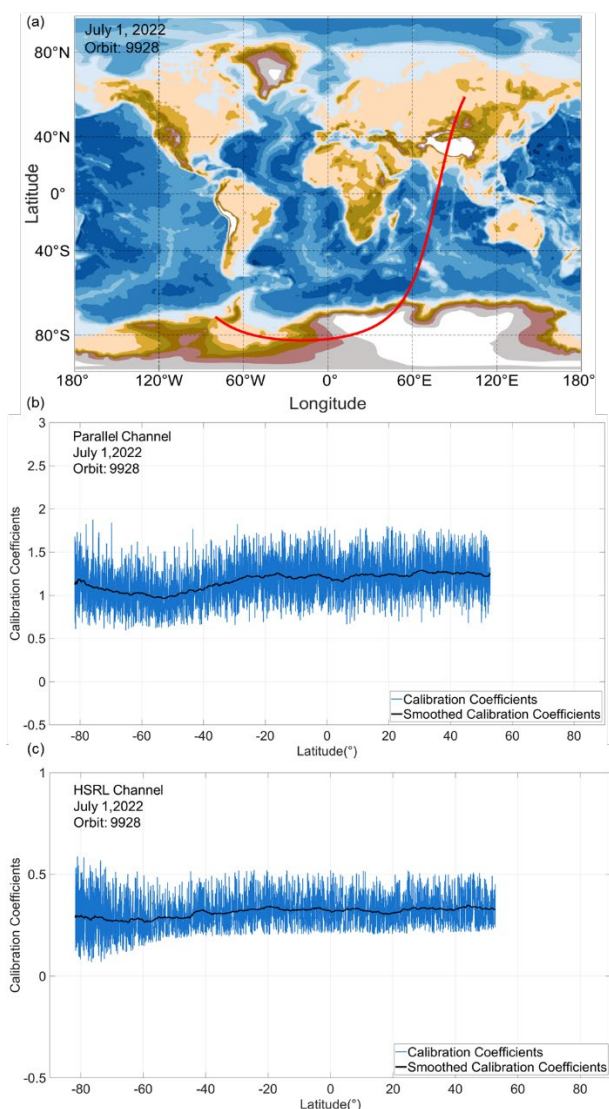 (a)
July 1, 2022
Orbit: 9928
80°N
40°N
0°
40°S
80°S
Latitude
180° 120°W 60°W 0° 60°E 120°E 180°
Longitude
(b)
Parallel Channel
July 1,2022
Orbit: 9928
3
2.5
2
1.5
1
0.5
0
-0.5
Calibration Coefficients
Calibration Coefficients
Smoothed Calibration Coefficients
-80 -60 -40 -20 0 20 40 60 80
Latitude(°)
(c)
HSRL Channel
July 1,2022
Orbit: 9928
1
0.5
0
-0.5
Calibration Coefficients
Calibration Coefficients
Smoothed Calibration Coefficients
-80 -60 -40 -20 0 20 40 60 80
Latitude(°)